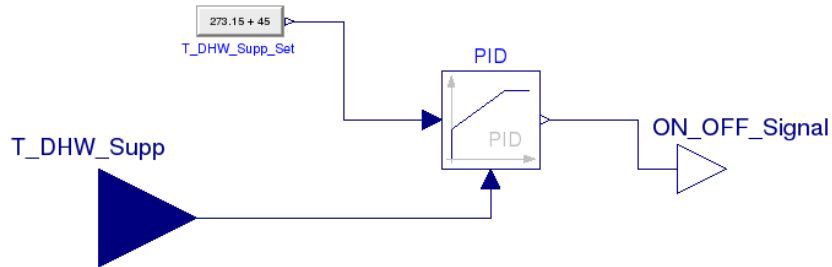 273.15 + 45
T_DHW_Supp_Set
PID
PID
T_DHW_Supp
ON_OFF_Signal